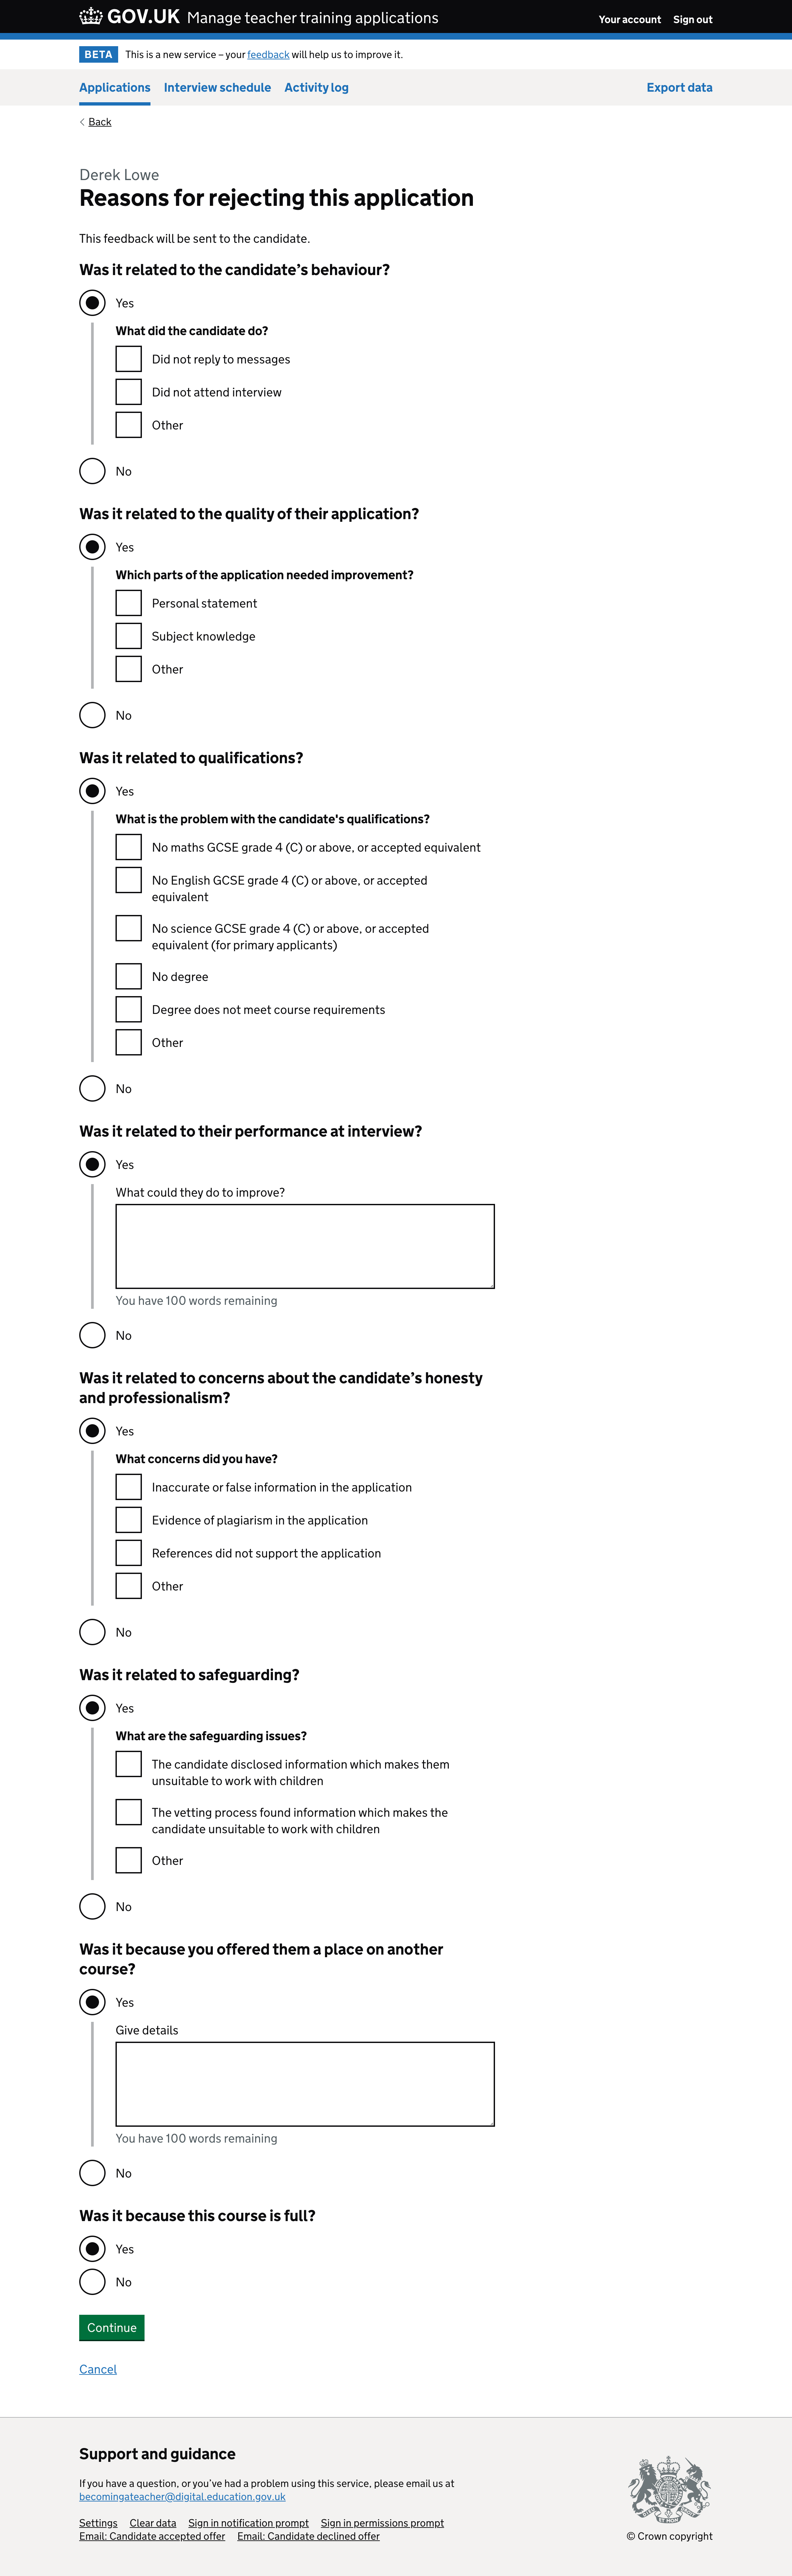 GOV.UK Manage teacher training applications
Your account Sign out
BETA This is a new service – your feedback will help us to improve it.
Applications Interview schedule Activity log Export data
Back
Derek Lowe
Reasons for rejecting this application
This feedback will be sent to the candidate.
Was it related to the candidate’s behaviour?
Yes
What did the candidate do?
Did not reply to messages
Did not attend interview
Other
No
Was it related to the quality of their application?
Yes
Which parts of the application needed improvement?
Personal statement
Subject knowledge
Other
No
Was it related to qualifications?
Yes
What is the problem with the candidate's qualifications?
No maths GCSE grade 4 (C) or above, or accepted equivalent
No English GCSE grade 4 (C) or above, or accepted
equivalent
No science GCSE grade 4 (C) or above, or accepted
equivalent (for primary applicants)
No degree
Degree does not meet course requirements
Other
No
Was it related to their performance at interview?
Yes
What could they do to improve?
You have 100 words remaining
No
Was it related to concerns about the candidate’s honesty
and professionalism?
Yes
What concerns did you have?
Inaccurate or false information in the application
Evidence of plagiarism in the application
References did not support the application
Other
No
Was it related to safeguarding?
Yes
What are the safeguarding issues?
The candidate disclosed information which makes them
unsuitable to work with children
The vetting process found information which makes the
candidate unsuitable to work with children
Other
No
Was it because you offered them a place on another
course?
Yes
Give details
You have 100 words remaining
No
Was it because this course is full?
Yes
No
Continue
Cancel
Support and guidance
If you have a question, or you’ve had a problem using this service, please email us at
becomingateacher@digital.education.gov.uk
Settings Clear data Sign in notification prompt Sign in permissions prompt
Email: Candidate accepted offer Email: Candidate declined offer
© Crown copyright